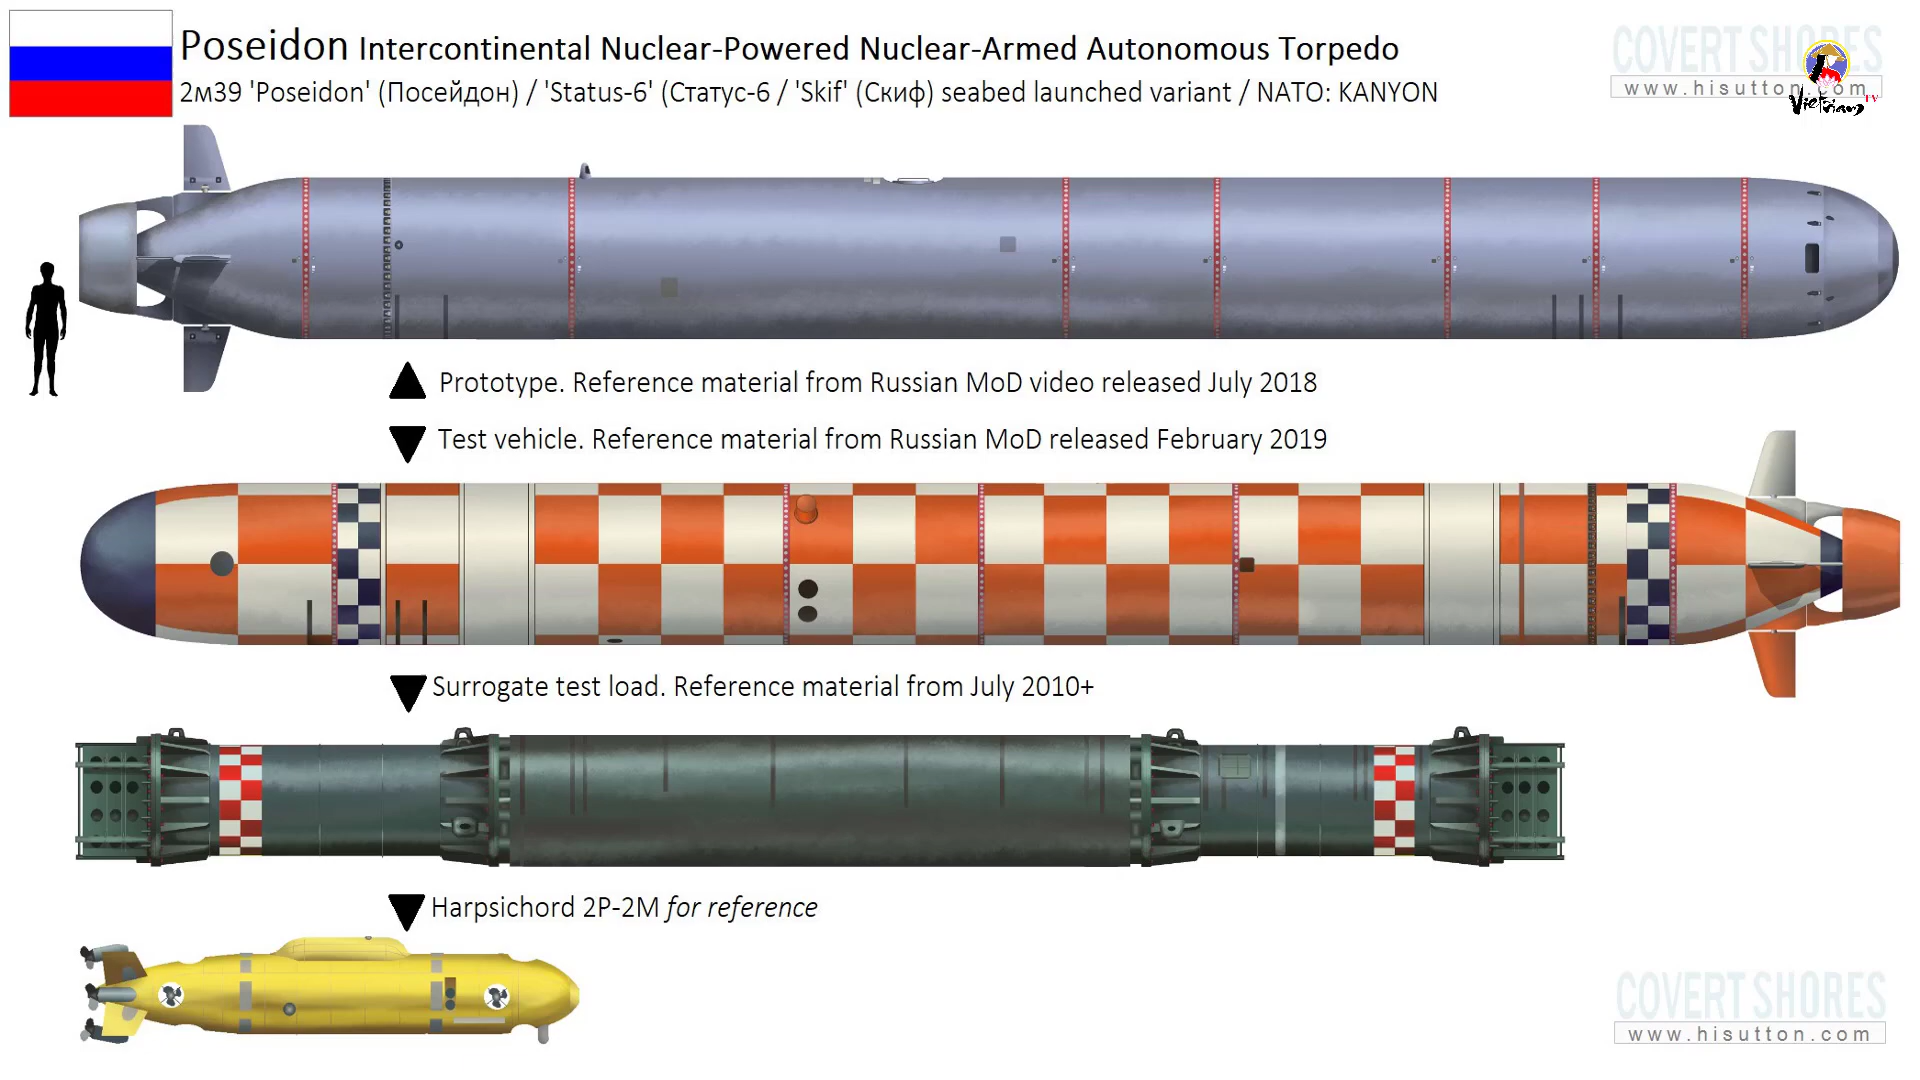 Poseidon Intercontinental Nuclear-Powered Nuclear-Armed Autonomous Torpedo
2м39 'Poseidon' (Посейдон) / 'Status-6' (Статус-6 / 'Skif' (Скиф) seabed launched variant / NATO: KANYON
COVERT SHORES
www.hisutton.com
VietNam TV
Prototype. Reference material from Russian MoD video released July 2018
Test vehicle. Reference material from Russian MoD released February 2019
Surrogate test load. Reference material from July 2010+
Harpsichord 2P-2M for reference
COVERT SHORES
www.hisutton.com